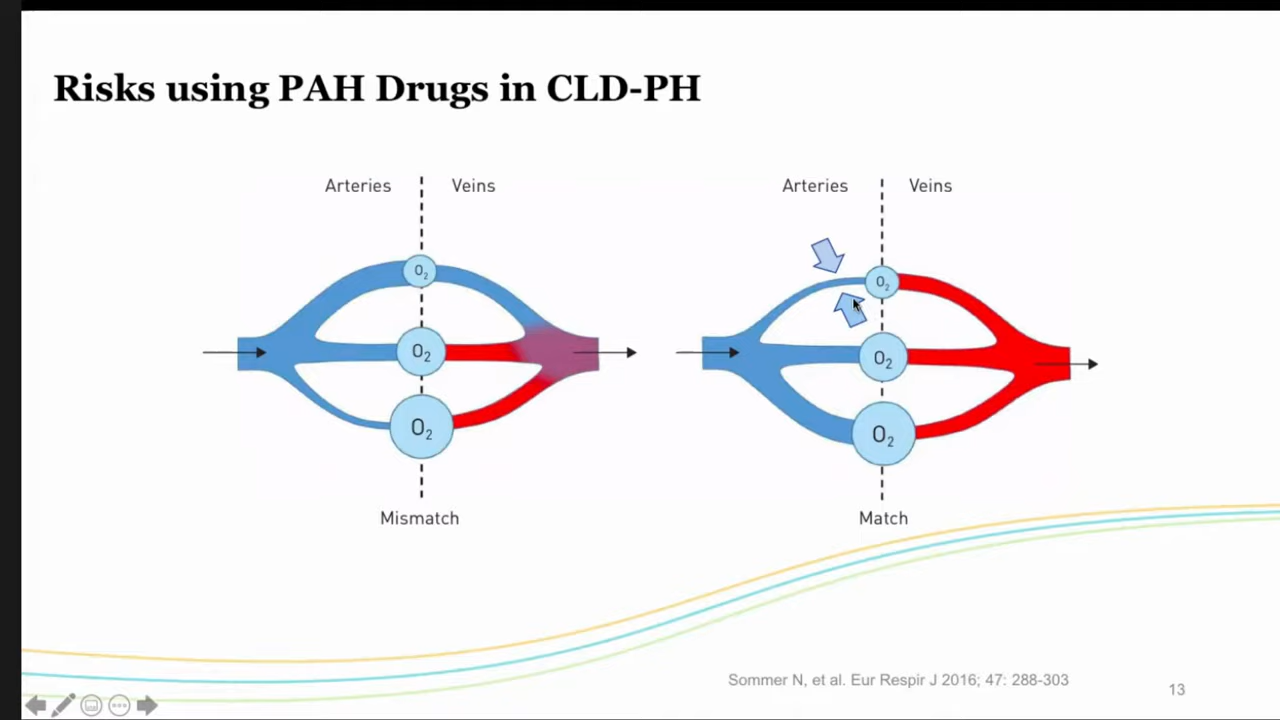 Risks using PAH Drugs in CLD-PH
Arteries Veins
O₂
O₂
O₂
Mismatch
Arteries Veins
O₂
O₂
O₂
Match
Sommer N, et al. Eur Respir J 2016; 47: 288-303
13